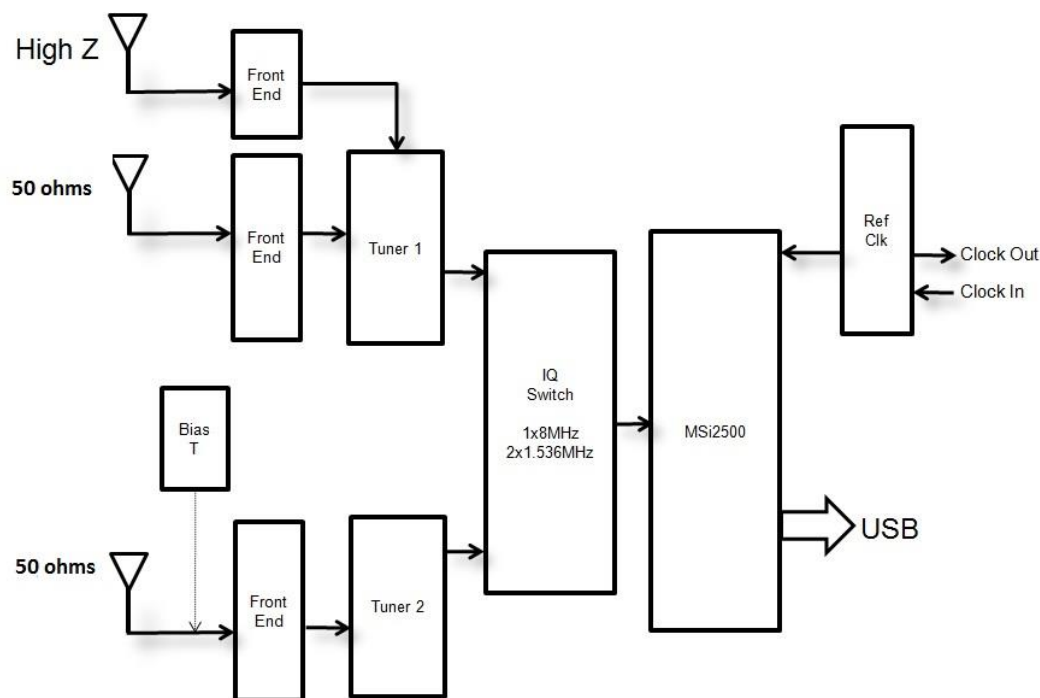 High Z
Front
End
50 ohms
Front
End
Tuner 1
Ref
Clk
Clock Out
Clock In
IQ
Switch
1x8MHz
2x1.536MHz
MSi2500
Bias
T
USB
50 ohms
Front
End
Tuner 2